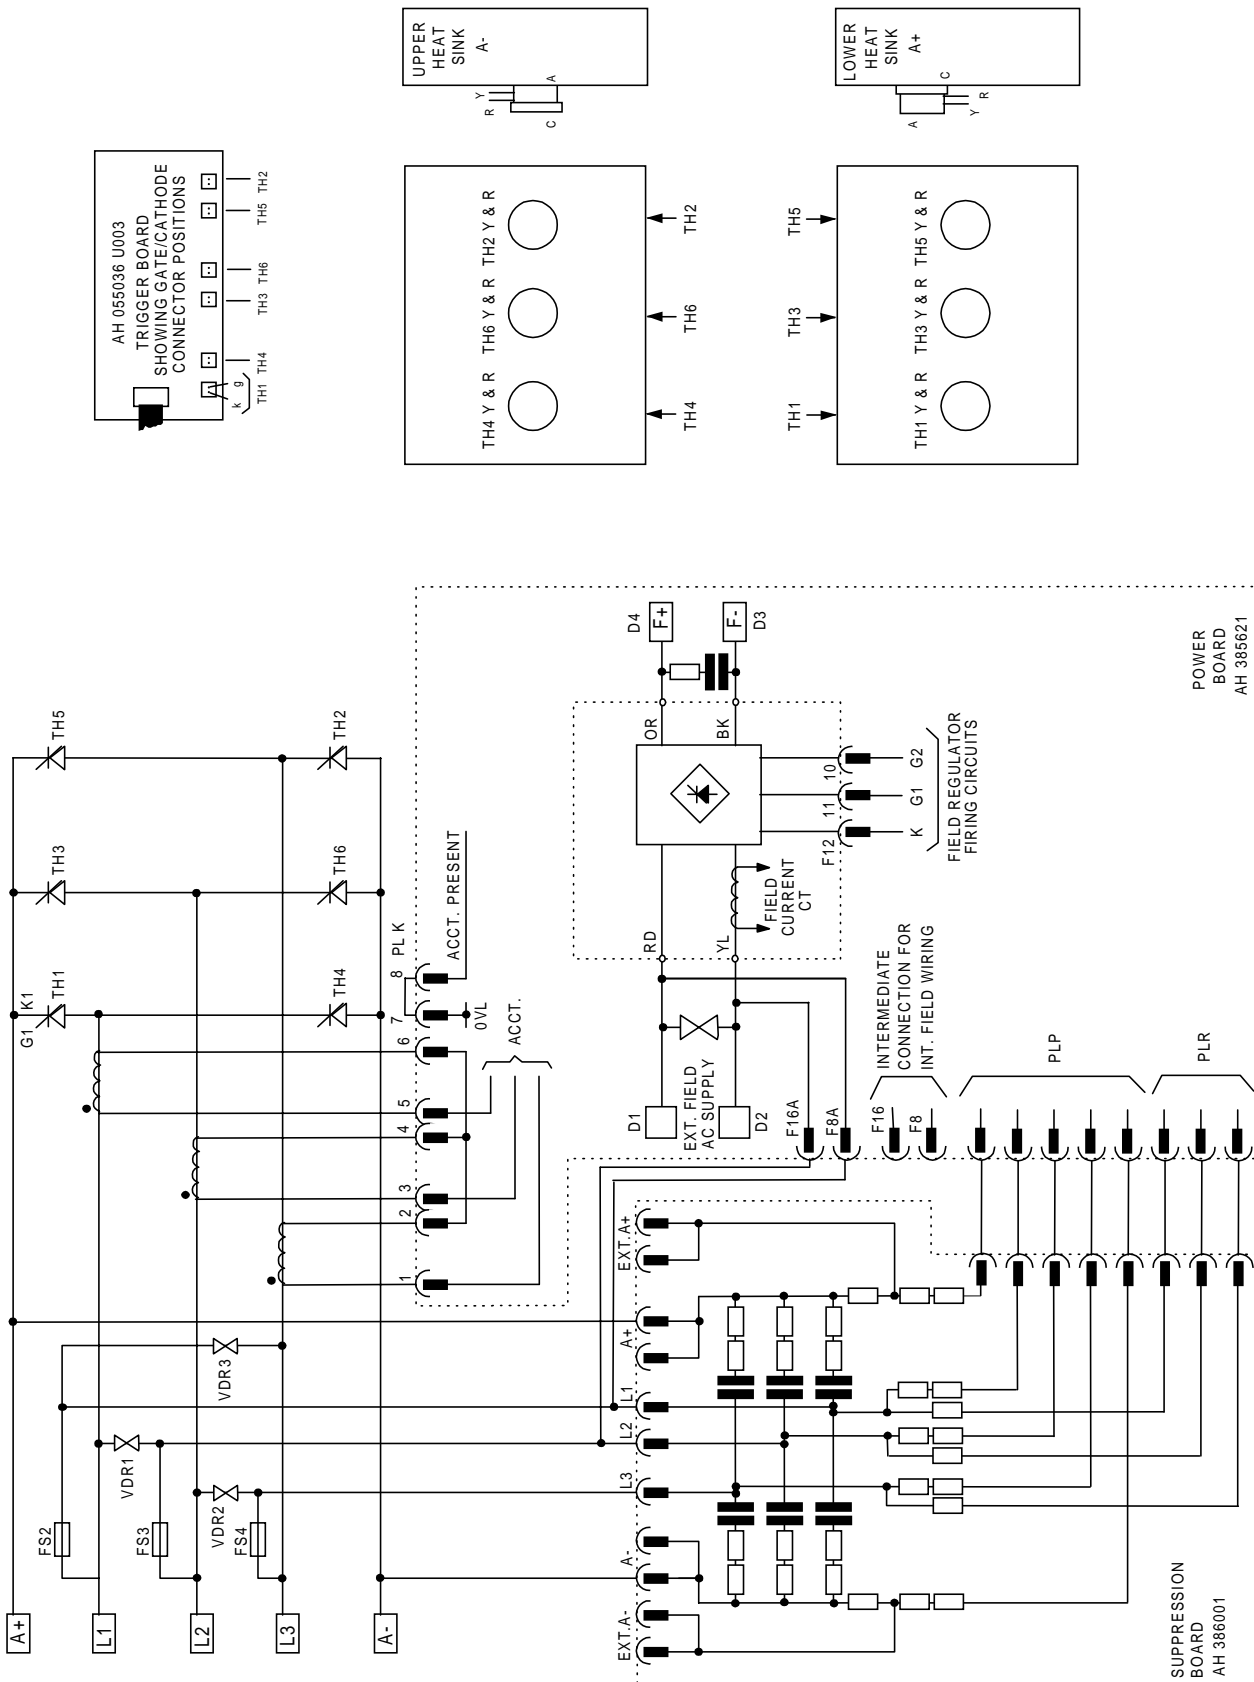 UPPER
HEAT
SINK
A-
R
Y
A
C
LOWER
HEAT
SINK
A+
A
C
Y
R
AH 055036 U003
TRIGGER BOARD
SHOWING GATE/CATHODE
CONNECTOR POSITIONS
k
g
TH1
TH4
TH3
TH6
TH5
TH2
TH4 Y & R
TH6 Y & R
TH2 Y & R
TH4
TH6
TH2
TH1
TH3
TH5
TH1 Y & R
TH3 Y & R
TH5 Y & R
TH5
TH2
TH3
TH6
G1
K1
TH1
TH4
PL K
8
7
6
5
4
3
2
1
ACCT. PRESENT
0VL
ACCT.
D4
F+
F-
D3
OR
BK
10
11
F12
G2
G1
K
FIELD REGULATOR
FIRING CIRCUITS
POWER
BOARD
AH 385621
RD
YL
FIELD
CURRENT
CT
D1
EXT. FIELD
AC SUPPLY
D2
F16A
F8A
F16
F8
INTERMEDIATE
CONNECTION FOR
INT. FIELD WIRING
PLP
PLR
EXT.A+
A+
L1
L2
L3
A-
EXT.A-
VDR3
VDR1
VDR2
FS2
FS3
FS4
A+
L1
L2
L3
A-
SUPPRESSION
BOARD
AH 386001